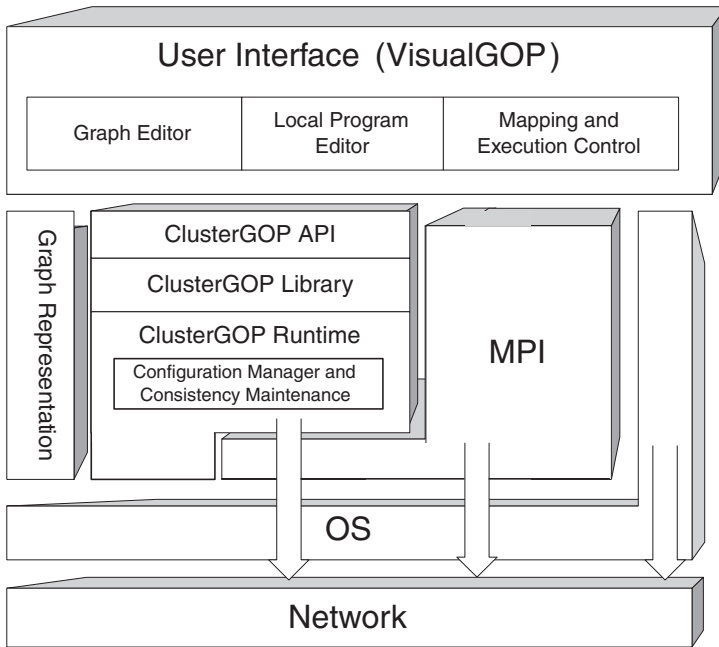 User Interface (VisualGOP)
Graph Editor
Local Program
Editor
Mapping and
Execution Control
Graph Representation
ClusterGOP API
ClusterGOP Library
ClusterGOP Runtime
Configuration Manager and
Consistency Maintenance
MPI
OS
Network